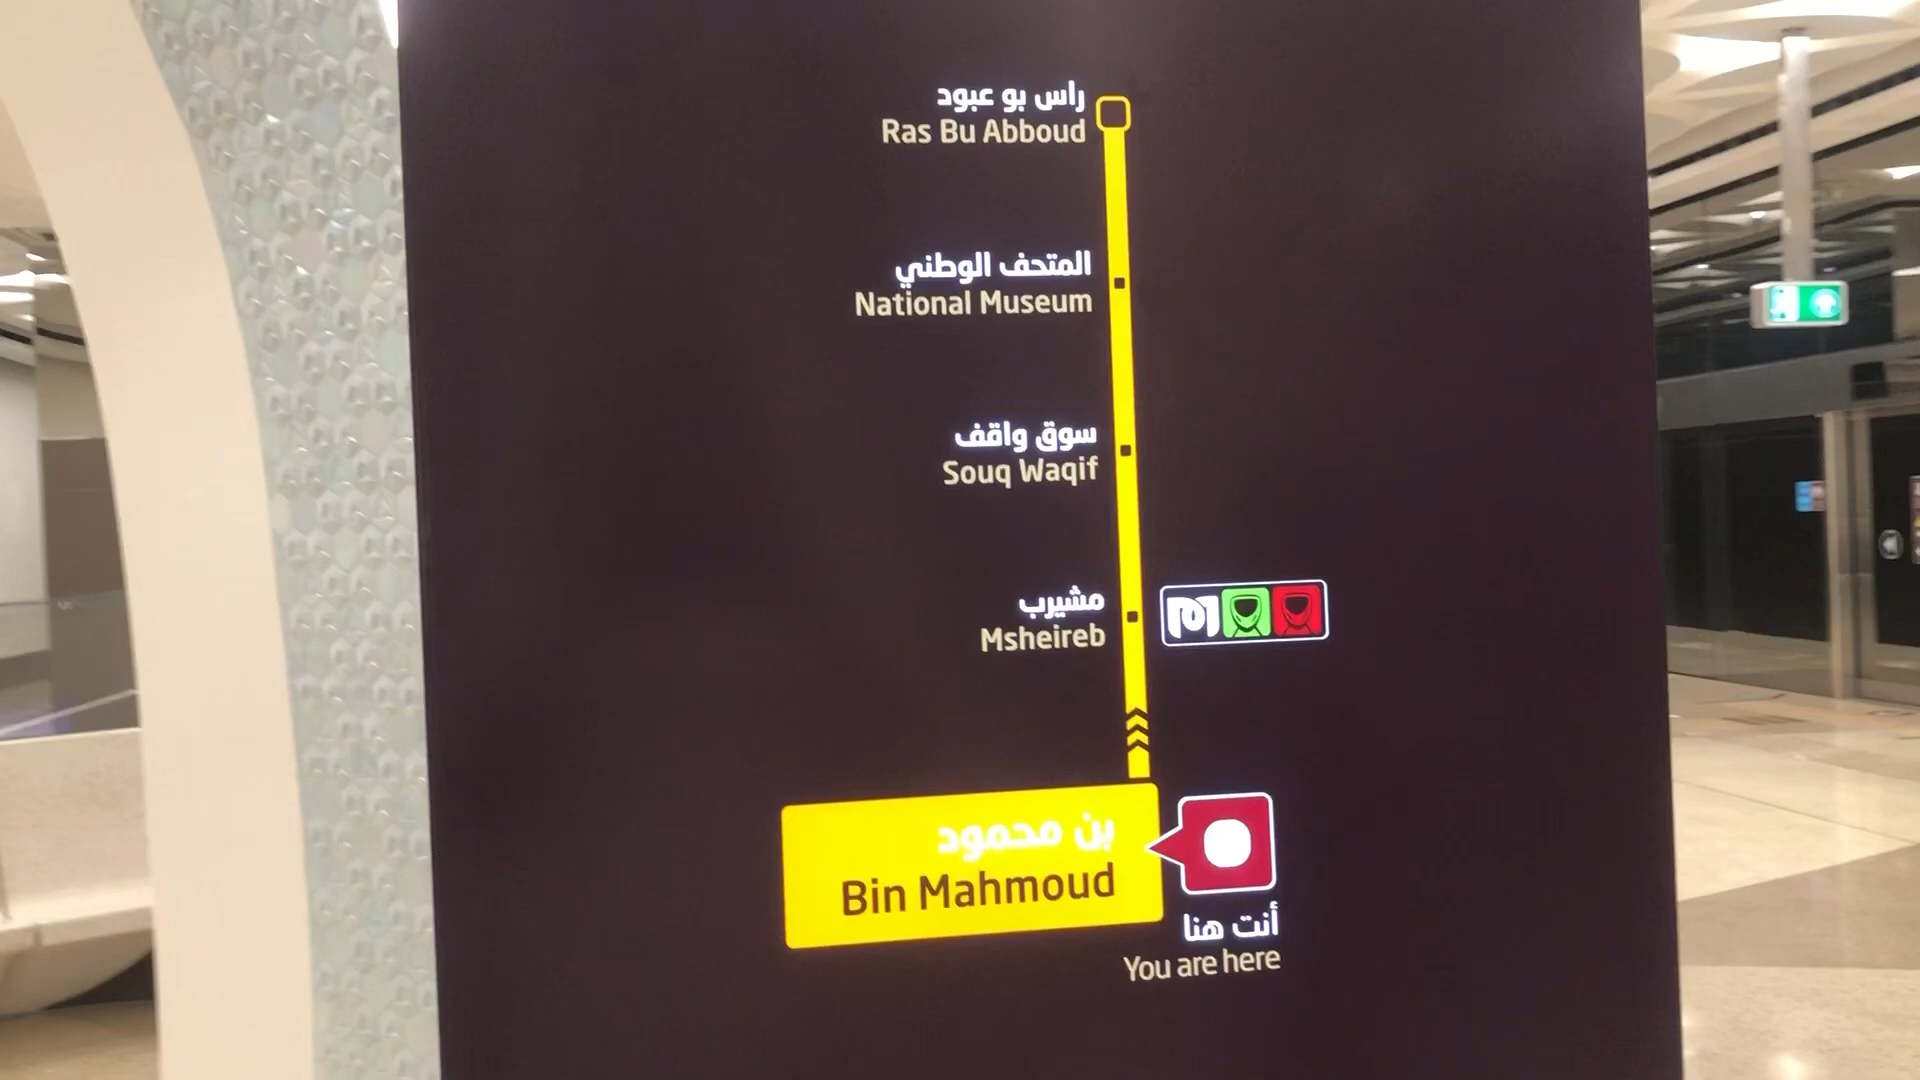 راس بو عبود
Ras Bu Abboud
المتحف الوطني
National Museum
سوق واقف
Souq Waqif
مشيرب
Msheireb
بن محمود
Bin Mahmoud
أنت هنا
You are here